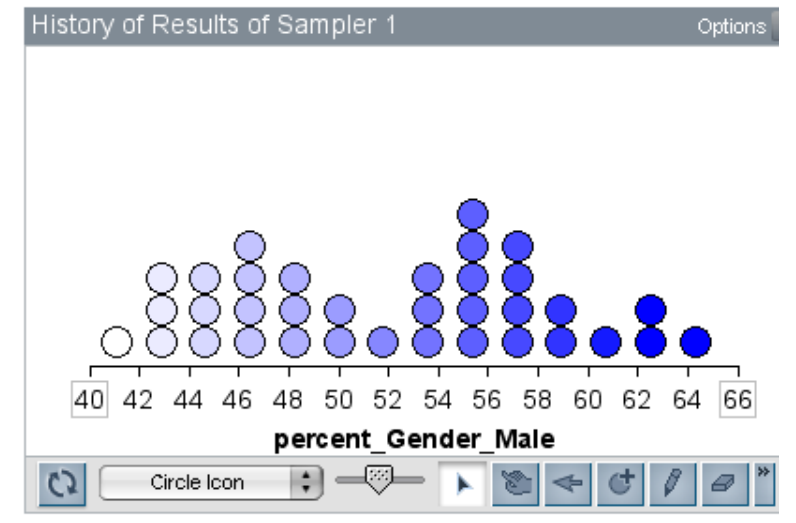 History of Results of Sampler 1 Options
40 42 44 46 48 50 52 54 56 58 60 62 64 66
percent_Gender_Male
Circle Icon »